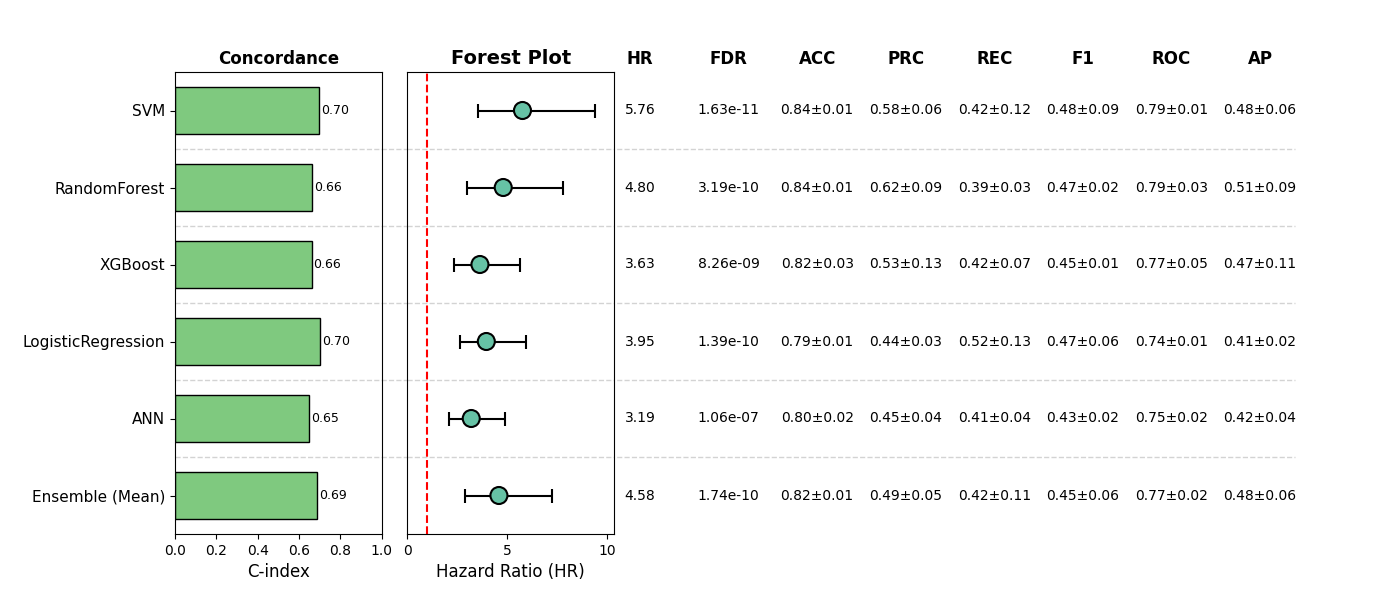 Concordance Forest Plot HR FDR ACC PRC REC F1 ROC AP
SVM 0.70 5.76 1.63e-11 0.84±0.01 0.58±0.06 0.42±0.12 0.48±0.09 0.79±0.01 0.48±0.06
RandomForest 0.66 4.80 3.19e-10 0.84±0.01 0.62±0.09 0.39±0.03 0.47±0.02 0.79±0.03 0.51±0.09
XGBoost 0.66 3.63 8.26e-09 0.82±0.03 0.53±0.13 0.42±0.07 0.45±0.01 0.77±0.05 0.47±0.11
LogisticRegression 0.70 3.95 1.39e-10 0.79±0.01 0.44±0.03 0.52±0.13 0.47±0.06 0.74±0.01 0.41±0.02
ANN 0.65 3.19 1.06e-07 0.80±0.02 0.45±0.04 0.41±0.04 0.43±0.02 0.75±0.02 0.42±0.04
Ensemble (Mean) 0.69 4.58 1.74e-10 0.82±0.01 0.49±0.05 0.42±0.11 0.45±0.06 0.77±0.02 0.48±0.06
0.0 0.2 0.4 0.6 0.8 1.0 0 5 10
C-index Hazard Ratio (HR)